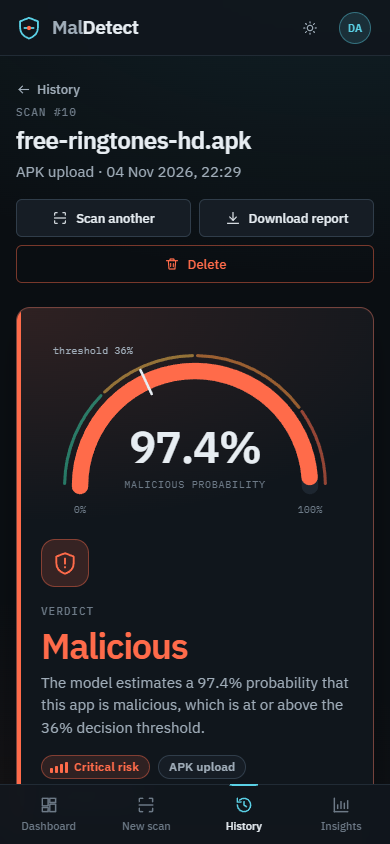 MalDetect
DA
History
SCAN #10
free-ringtones-hd.apk
APK upload · 04 Nov 2026, 22:29
Scan another
Download report
Delete
threshold 36%
97.4%
MALICIOUS PROBABILITY
0%
100%
VERDICT
Malicious
The model estimates a 97.4% probability that
this app is malicious, which is at or above the
36% decision threshold.
Critical risk
APK upload
Dashboard
New scan
History
Insights